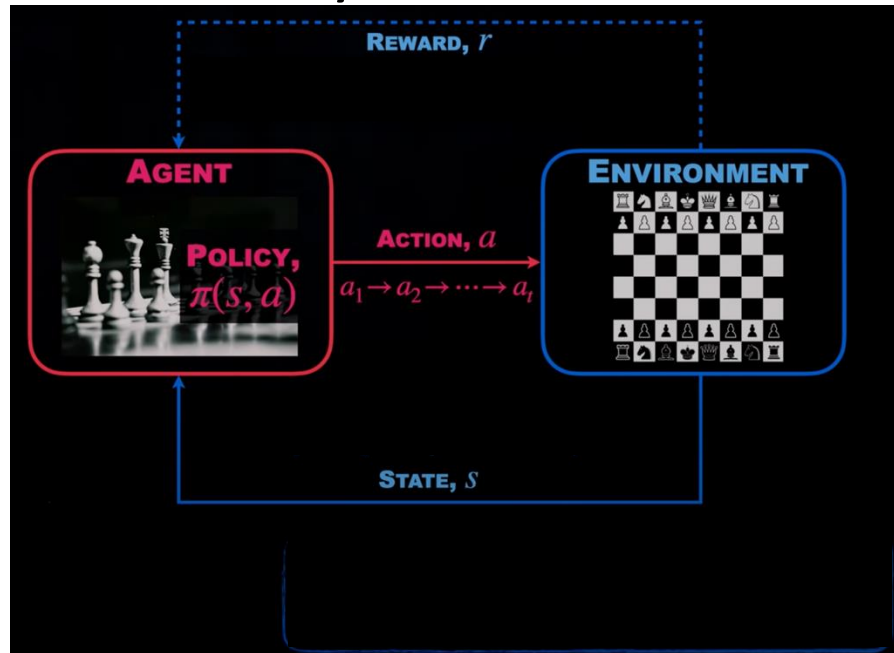 REWARD, r
AGENT
POLICY,
π(s, a)
ACTION, a
a₁→a₂→⋯→aₜ
ENVIRONMENT
STATE, s